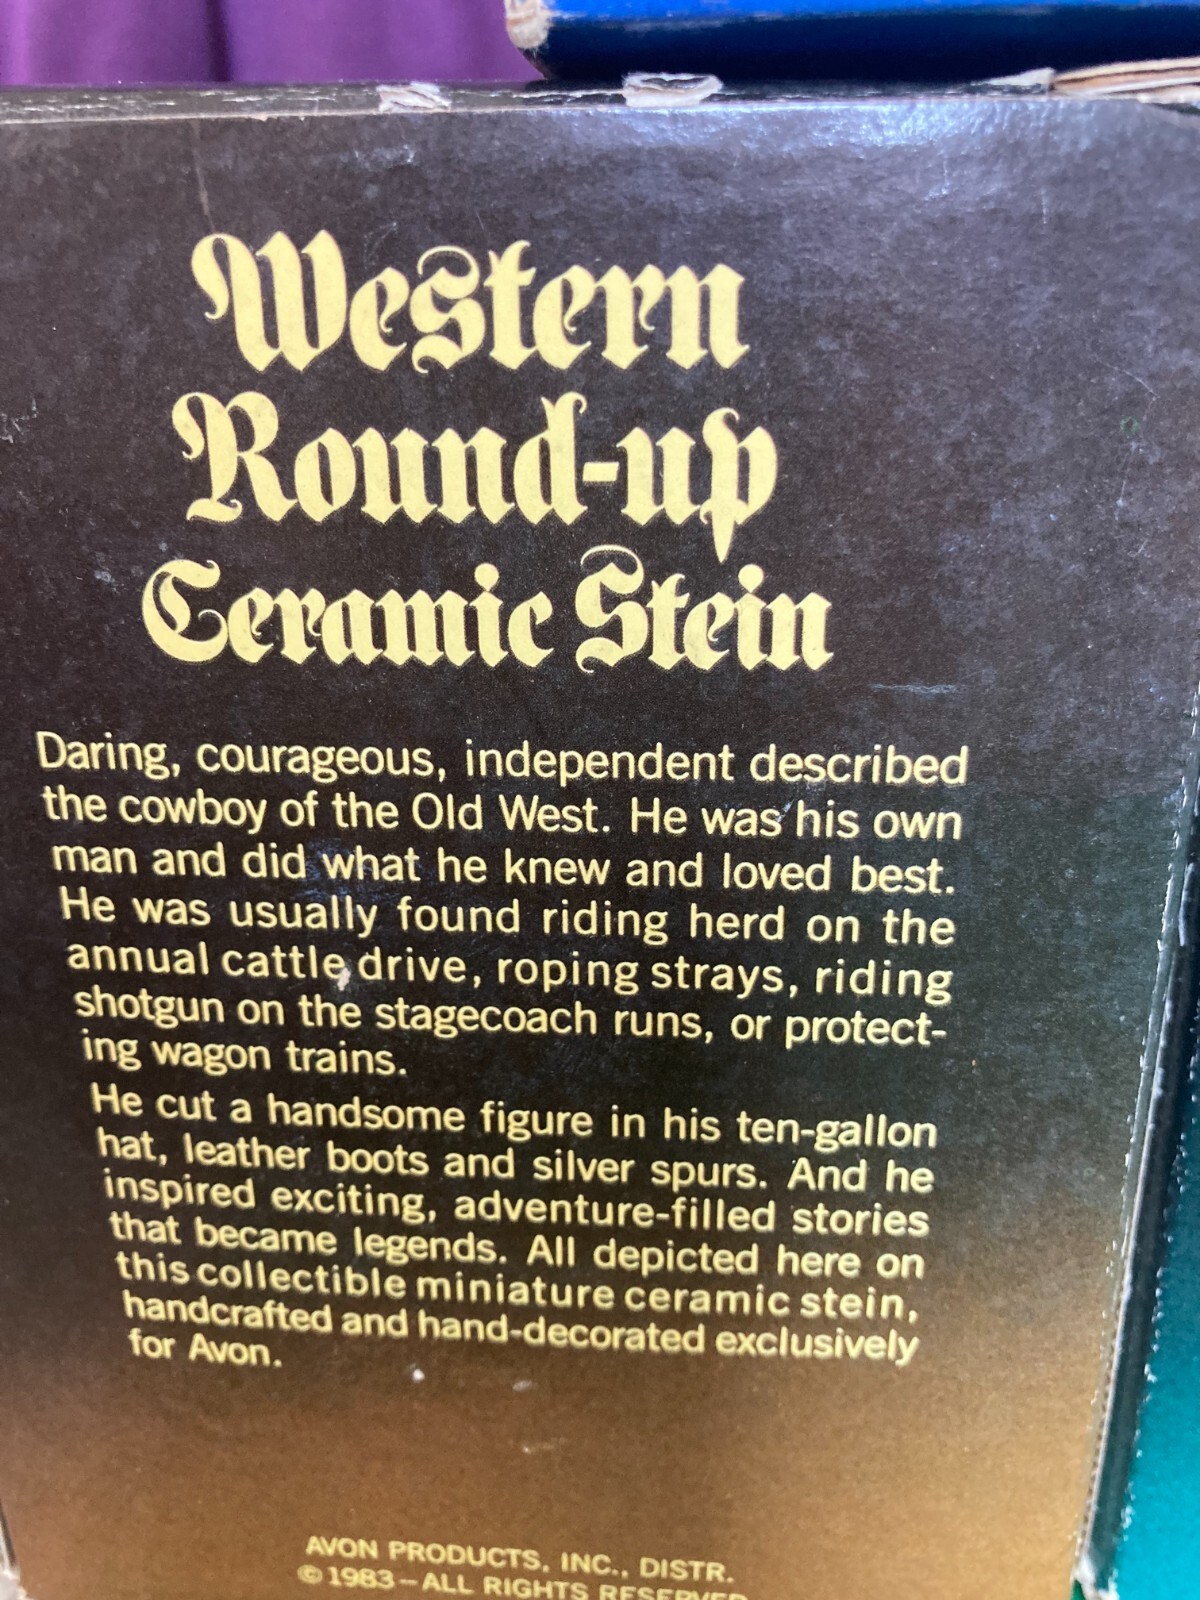 Western
Round-up
Ceramic Stein
Daring, courageous, independent described
the cowboy of the Old West. He was his own
man and did what he knew and loved best.
He was usually found riding herd on the
annual cattle drive, roping strays, riding
shotgun on the stagecoach runs, or protect-
ing wagon trains.
He cut a handsome figure in his ten-gallon
hat, leather boots and silver spurs. And he
inspired exciting, adventure-filled stories
that became legends. All depicted here on
this collectible miniature ceramic stein,
handcrafted and hand-decorated exclusively
for Avon.
AVON PRODUCTS, INC., DISTR.
© 1983 – ALL RIGHTS RESERVED